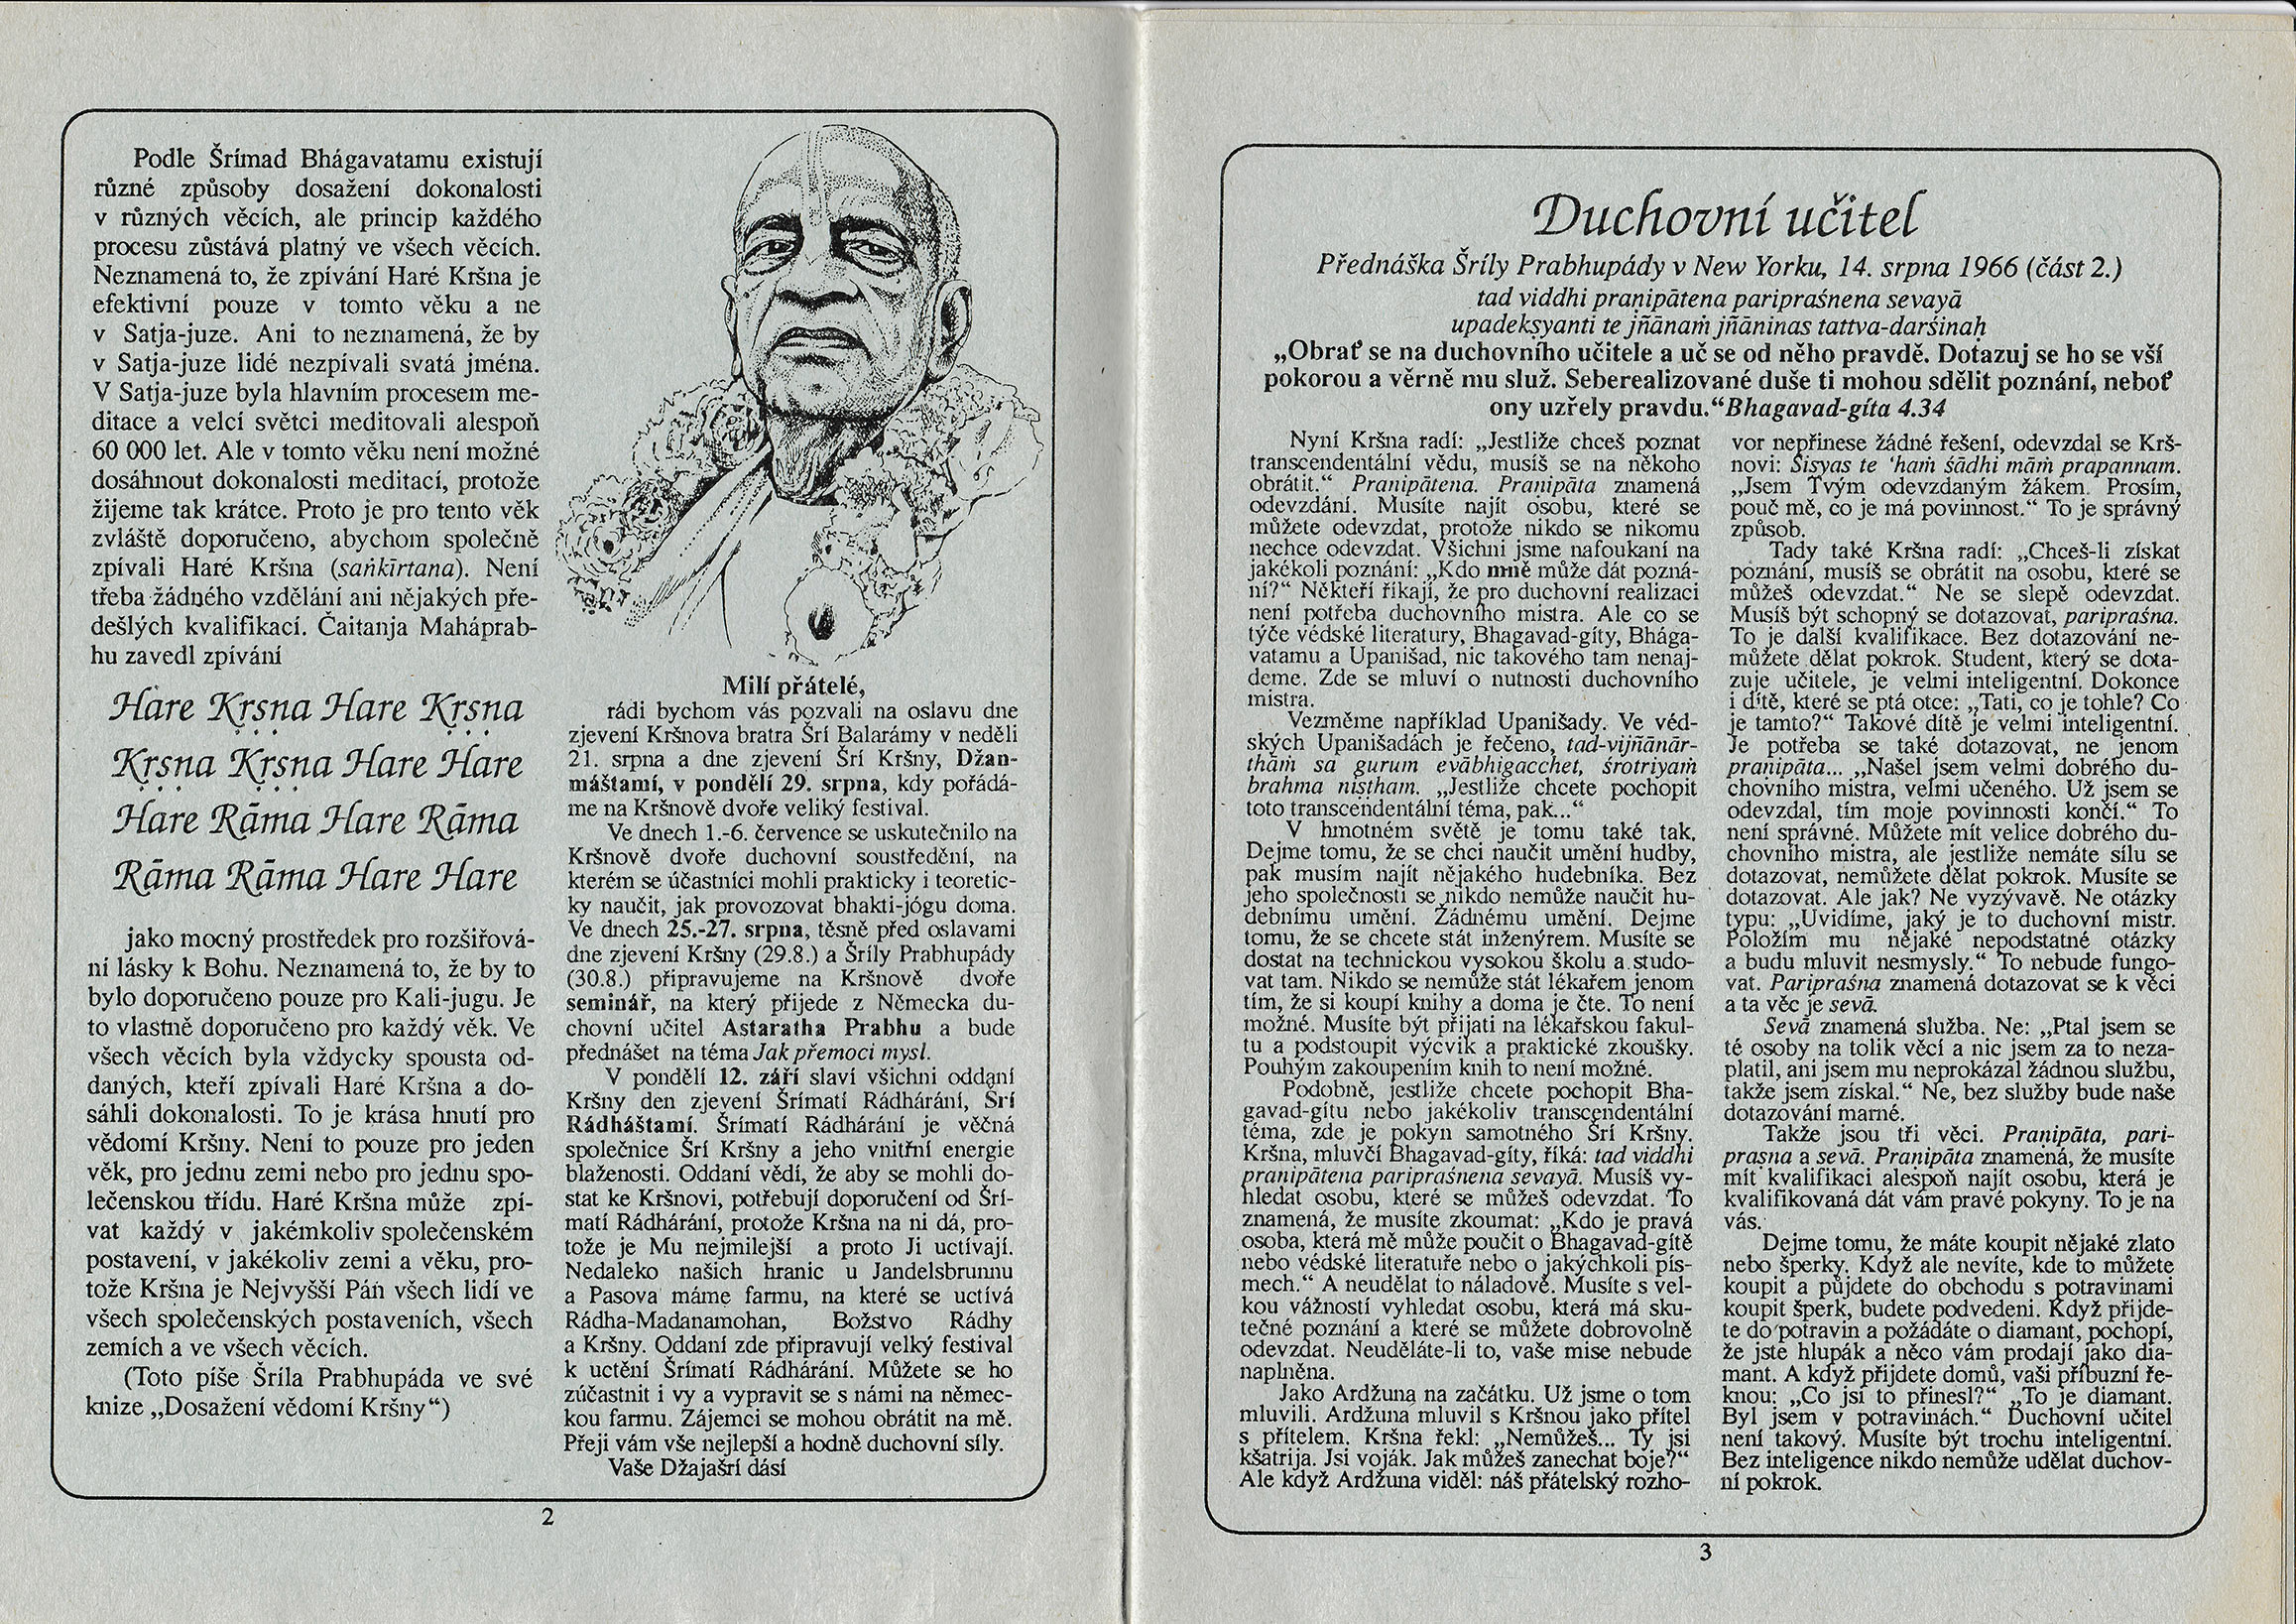 Podle Šrímad Bhágavatamu existují
různé způsoby dosažení dokonalosti
v různých věcích, ale princip každého
procesu zůstává platný ve všech věcích.
Neznamená to, že zpívání Haré Kršna je
efektivní pouze v tomto věku a ne
v Satja-juze. Ani to neznamená, že by
v Satja-juze lidé nezpívali svatá jména.
V Satja-juze byla hlavním procesem me-
ditace a velcí světci meditovali alespoň
60 000 let. Ale v tomto věku není možné
dosáhnout dokonalosti meditací, protože
žijeme tak krátce. Proto je pro tento věk
zvláště doporučeno, abychom společně
zpívali Haré Kršna (saṅkīrtana). Není
třeba žádného vzdělání ani nějakých pře-
dešlých kvalifikací. Čaitanja Maháprab-
hu zavedl zpívání
Hare Kṛṣṇa Hare Kṛṣṇa
Kṛṣṇa Kṛṣṇa Hare Hare
Hare Rāma Hare Rāma
Rāma Rāma Hare Hare
jako mocný prostředek pro rozšiřová-
ní lásky k Bohu. Neznamená to, že by to
bylo doporučeno pouze pro Kali-jugu. Je
to vlastně doporučeno pro každý věk. Ve
všech věcích byla vždycky spousta od-
daných, kteří zpívali Haré Kršna a do-
sáhli dokonalosti. To je krása hnutí pro
vědomí Kršny. Není to pouze pro jeden
věk, pro jednu zemi nebo pro jednu spo-
lečenskou třídu. Haré Kršna může zpí-
vat každý v jakémkoliv společenském
postavení, v jakékoliv zemi a věku, pro-
tože Kršna je Nejvyšší Pán všech lidí ve
všech společenských postaveních, všech
zemích a ve všech věcích.
(Toto píše Šríla Prabhupáda ve své
knize „Dosažení vědomí Kršny“)
Milí přátelé,
rádi bychom vás pozvali na oslavu dne
zjevení Kršnova bratra Šrí Balarámy v neděli
21. srpna a dne zjevení Šrí Kršny, Džan-
máštamí, v pondělí 29. srpna, kdy pořádá-
me na Kršnově dvoře veliký festival.
Ve dnech 1.-6. července se uskutečnilo na
Kršnově dvoře duchovní soustředění, na
kterém se účastníci mohli prakticky i teoretic-
ky naučit, jak provozovat bhakti-jógu doma.
Ve dnech 25.-27. srpna, těsně před oslavami
dne zjevení Kršny (29.8.) a Šríly Prabhupády
(30.8.) připravujeme na Kršnově dvoře
seminář, na který přijede z Německa du-
chovní učitel Astaratha Prabhu a bude
přednášet na téma Jak přemoci mysl.
V pondělí 12. září slaví všichni oddaní
Kršny den zjevení Šrímatí Rádhárání, Šrí
Rádháštamí. Šrímatí Rádhárání je věčná
společnice Šrí Kršny a jeho vnitřní energie
blaženosti. Oddaní vědí, že aby se mohli do-
stat ke Kršnovi, potřebují doporučení od Šrí-
matí Rádhárání, protože Kršna na ni dá, pro-
tože je Mu nejmilejší a proto Ji uctívají.
Nedaleko našich hranic u Jandelsbrunnu
a Pasova máme farmu, na které se uctívá
Rádha-Madanamohan, Božstvo Rádhy
a Kršny. Oddaní zde připravují velký festival
k uctění Šrímatí Rádhárání. Můžete se ho
zúčastnit i vy a vypravit se s námi na němec-
kou farmu. Zájemci se mohou obrátit na mě.
Přeji vám vše nejlepší a hodně duchovní síly.
Vaše Džajašrí dásí
2
Duchovní učitel
Přednáška Šríly Prabhupády v New Yorku, 14. srpna 1966 (část 2.)
tad viddhi praṇipātena paripraśnena sevayā
upadekṣyanti te jñānaṁ jñāninas tattva-darśinaḥ
„Obrať se na duchovního učitele a uč se od něho pravdě. Dotazuj se ho se vší
pokorou a věrně mu služ. Seberealizované duše ti mohou sdělit poznání, neboť
ony uzřely pravdu.“Bhagavad-gíta 4.34
Nyní Kršna radí: „Jestliže chceš poznat
transcendentální vědu, musíš se na někoho
obrátit.“ Praṇipātena. Praṇipāta znamená
odevzdání. Musíte najít osobu, které se
můžete odevzdat, protože nikdo se nikomu
nechce odevzdat. Všichni jsme nafoukaní na
jakékoli poznání: „Kdo mně může dát pozná-
ní?“ Někteří říkají, že pro duchovní realizaci
není potřeba duchovního mistra. Ale co se
týče védské literatury, Bhagavad-gíty, Bhága-
vatamu a Upanišad, nic takového tam nenaj-
deme. Zde se mluví o nutnosti duchovního
mistra.
Vezměme například Upanišady. Ve véd-
ských Upanišadách je řečeno, tad-vijñānār-
thāṁ sa gurum evābhigacchet, śrotriyaṁ
brahma niṣṭham. „Jestliže chcete pochopit
toto transcendentální téma, pak...“
V hmotném světě je tomu také tak.
Dejme tomu, že se chci naučit umění hudby,
pak musím najít nějakého hudebníka. Bez
jeho společnosti se nikdo nemůže naučit hu-
debnímu umění. Žádnému umění. Dejme
tomu, že se chcete stát inženýrem. Musíte se
dostat na technickou vysokou školu a studo-
vat tam. Nikdo se nemůže stát lékařem jenom
tím, že si koupí knihy a doma je čte. To není
možné. Musíte být přijati na lékařskou fakul-
tu a podstoupit výcvik a praktické zkoušky.
Pouhým zakoupením knih to není možné.
Podobně, jestliže chcete pochopit Bha-
gavad-gítu nebo jakékoliv transcendentální
téma, zde je pokyn samotného Šrí Kršny.
Kršna, mluvčí Bhagavad-gíty, říká: tad viddhi
praṇipātena paripraśnena sevayā. Musíš vy-
hledat osobu, které se můžeš odevzdat. To
znamená, že musíte zkoumat: „Kdo je pravá
osoba, která mě může poučit o Bhagavad-gítě
nebo védské literatuře nebo o jakýchkoli pís-
mech.“ A neudělat to náladově. Musíte s vel-
kou vážností vyhledat osobu, která má sku-
tečné poznání a které se můžete dobrovolně
odevzdat. Neuděláte-li to, vaše mise nebude
naplněna.
Jako Ardžuna na začátku. Už jsme o tom
mluvili. Ardžuna mluvil s Kršnou jako přítel
s přítelem. Kršna řekl: „Nemůžeš... Ty jsi
kšatrija. Jsi voják. Jak můžeš zanechat boje?“
Ale když Ardžuna viděl: náš přátelský rozho-
vor nepřinese žádné řešení, odevzdal se Krš-
novi: Śisyas te ‘haṁ śādhi māṁ prapannam.
„Jsem Tvým odevzdaným žákem. Prosím,
pouč mě, co je má povinnost.“ To je správný
způsob.
Tady také Kršna radí: „Chceš-li získat
poznání, musíš se obrátit na osobu, které se
můžeš odevzdat.“ Ne se slepě odevzdat.
Musíš být schopný se dotazovat, paripraśna.
To je další kvalifikace. Bez dotazování ne-
můžete dělat pokrok. Student, který se dota-
zuje učitele, je velmi inteligentní. Dokonce
i dítě, které se ptá otce: „Tati, co je tohle? Co
je tamto?“ Takové dítě je velmi inteligentní.
Je potřeba se také dotazovat, ne jenom
praṇipāta... „Našel jsem velmi dobrého du-
chovního mistra, velmi učeného. Už jsem se
odevzdal, tím moje povinnosti končí.“ To
není správné. Můžete mít velice dobrého du-
chovního mistra, ale jestliže nemáte sílu se
dotazovat, nemůžete dělat pokrok. Musíte se
dotazovat. Ale jak? Ne vyzývavě. Ne otázky
typu: „Uvidíme, jaký je to duchovní mistr.
Položím mu nějaké nepodstatné otázky
a budu mluvit nesmysly.“ To nebude fungo-
vat. Paripraśna znamená dotazovat se k věci
a ta věc je sevā.
Sevā znamená služba. Ne: „Ptal jsem se
té osoby na tolik věcí a nic jsem za to neza-
platil, ani jsem mu neprokázal žádnou službu,
takže jsem získal.“ Ne, bez služby bude naše
dotazování marné.
Takže jsou tři věci. Praṇipāta, pari-
praṣna a sevā. Praṇipāta znamená, že musíte
mít kvalifikaci alespoň najít osobu, která je
kvalifikovaná dát vám pravé pokyny. To je na
vás.
Dejme tomu, že máte koupit nějaké zlato
nebo šperky. Když ale nevíte, kde to můžete
koupit a půjdete do obchodu s potravinami
koupit šperk, budete podvedeni. Když přijde-
te do potravin a požádáte o diamant, pochopí,
že jste hlupák a něco vám prodají jako dia-
mant. A když přijdete domů, vaši příbuzní ře-
knou: „Co jsi to přinesl?“ „To je diamant.
Byl jsem v potravinách.“ Duchovní učitel
není takový. Musíte být trochu inteligentní.
Bez inteligence nikdo nemůže udělat duchov-
ní pokrok.
3